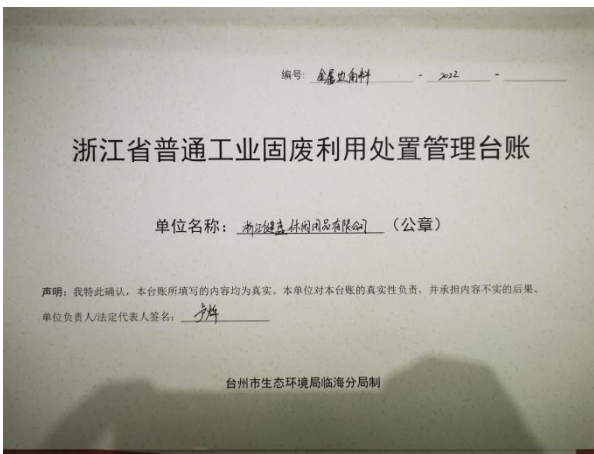 编号: 金属边角料 - 2022 -
浙江省普通工业固废利用处置管理台账
单位名称: 浙江健 休闲用品有限公司 (公章)
声明: 我特此确认,本台账所填写的内容均为真实。本单位对本台账的真实性负责,并承担内容不实的后果。
单位负责人/法定代表人签名:
台州市生态环境局临海分局制